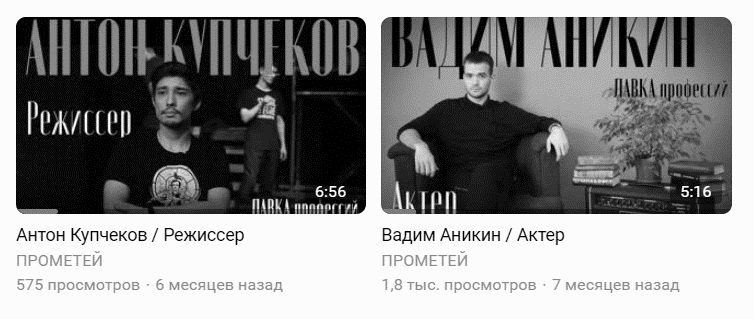 АНТОН КУПЧЕКОВ
Режиссер
6:56
ЛАВКА профессий
Антон Купчеков / Режиссер
ПРОМЕТЕЙ
575 просмотров · 6 месяцев назад
ВАДИМ АНИКИН
ЛАВКА профессий
5:16
Актер
Вадим Аникин / Актер
ПРОМЕТЕЙ
1,8 тыс. просмотров · 7 месяцев назад